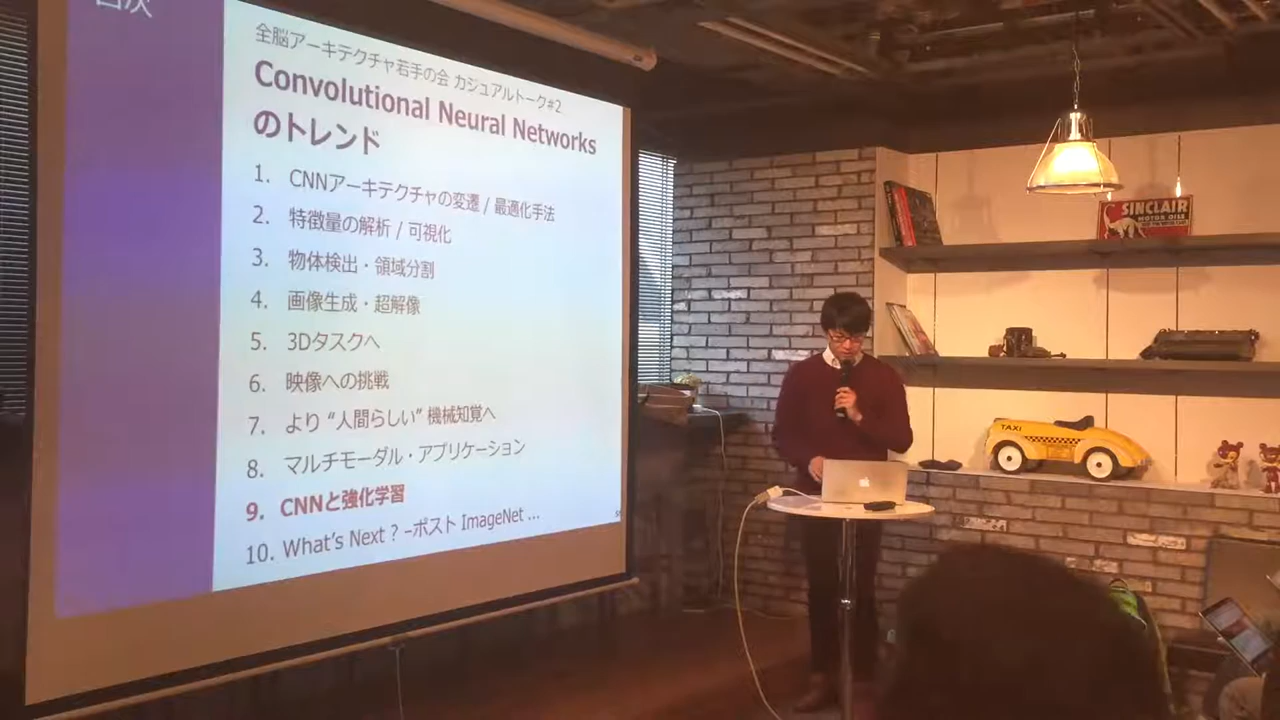 目次
全脳アーキテクチャ若手の会 カジュアルトーク#2
Convolutional Neural Networks
のトレンド
1. CNNアーキテクチャの変遷 / 最適化手法
2. 特徴量の解析 / 可視化
3. 物体検出・領域分割
4. 画像生成・超解像
5. 3Dタスクへ
6. 映像への挑戦
7. より “人間らしい” 機械知覚へ
8. マルチモーダル・アプリケーション
9. CNNと強化学習
10. What’s Next ? –ポスト ImageNet ...
SINCLAIR
MOTOR OILS
TAXI